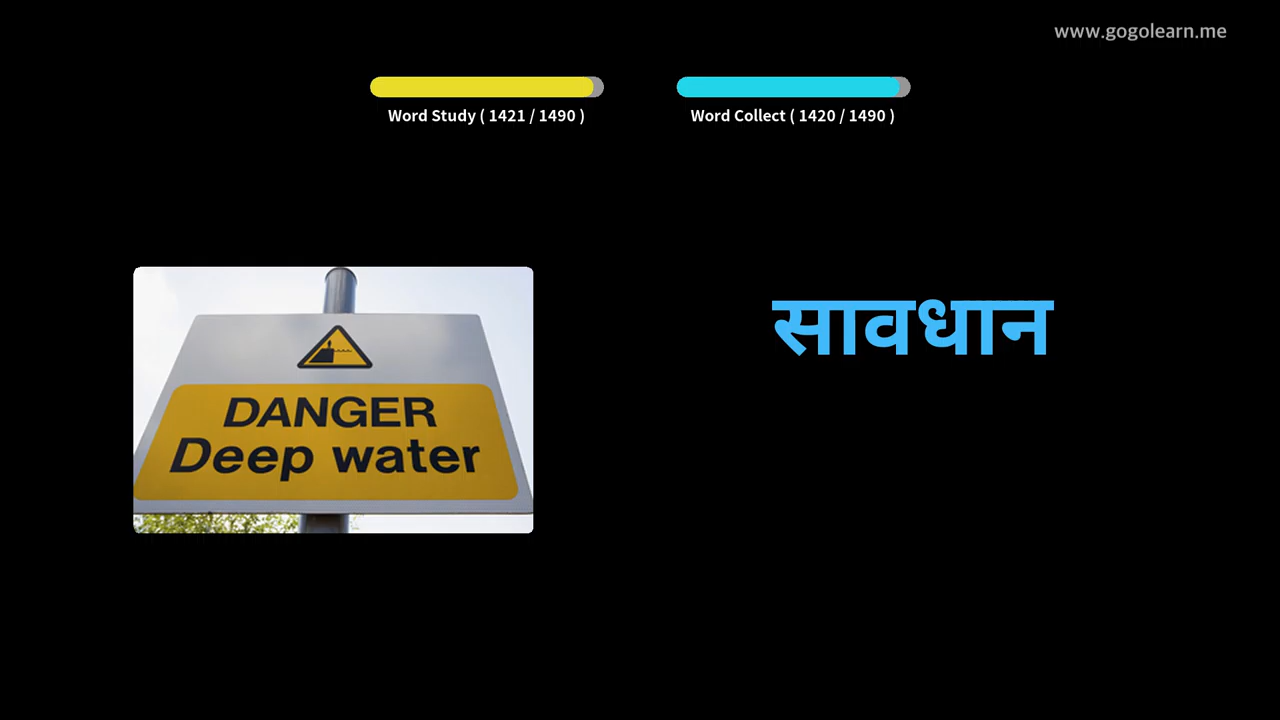 www.gogolearn.me
Word Study ( 1421 / 1490 )
Word Collect ( 1420 / 1490 )
सावधान
DANGER
Deep water